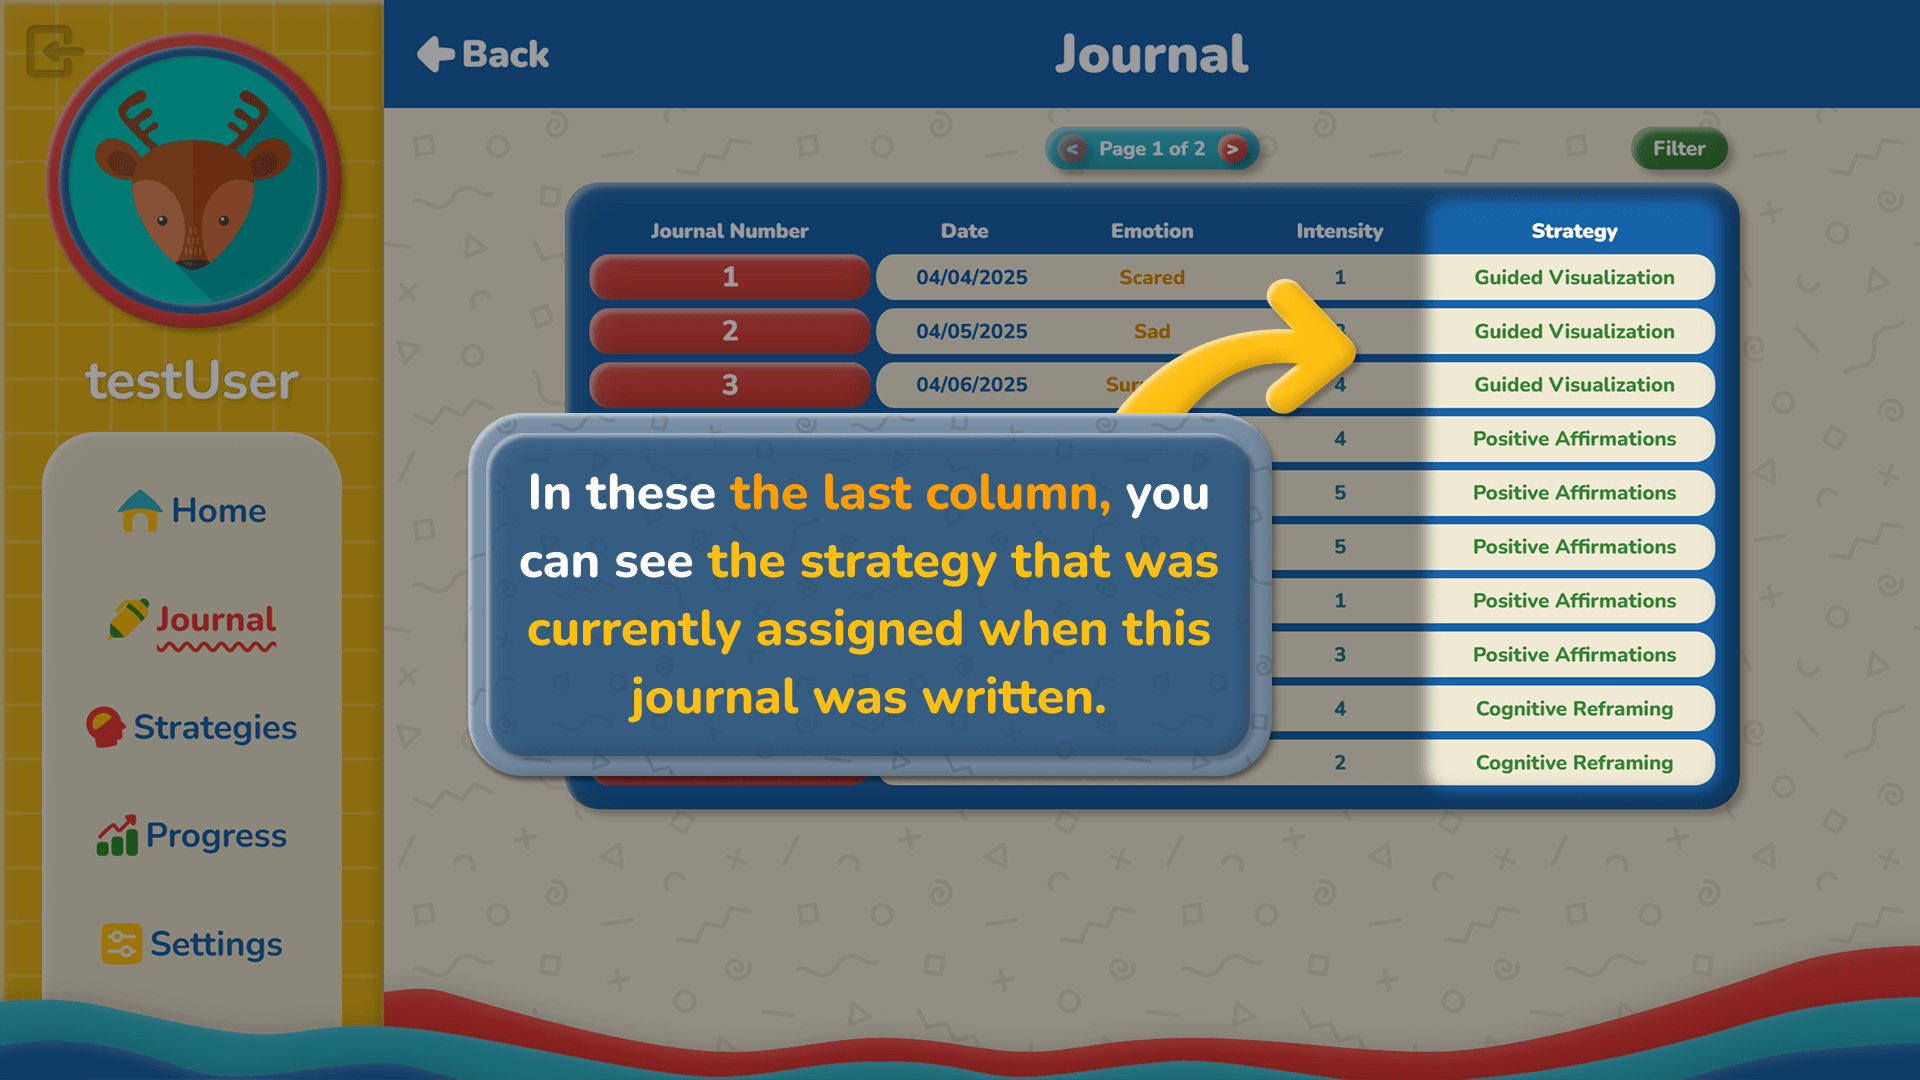 Back
Journal
< Page 1 of 2 >
Filter
testUser
Home
Journal
Strategies
Progress
Settings
Journal Number Date Emotion Intensity Strategy
1 04/04/2025 Scared 1 Guided Visualization
2 04/05/2025 Sad Guided Visualization
3 04/06/2025 4 Guided Visualization
4 Positive Affirmations
5 Positive Affirmations
5 Positive Affirmations
1 Positive Affirmations
3 Positive Affirmations
4 Cognitive Reframing
2 Cognitive Reframing
In these the last column, you
can see the strategy that was
currently assigned when this
journal was written.